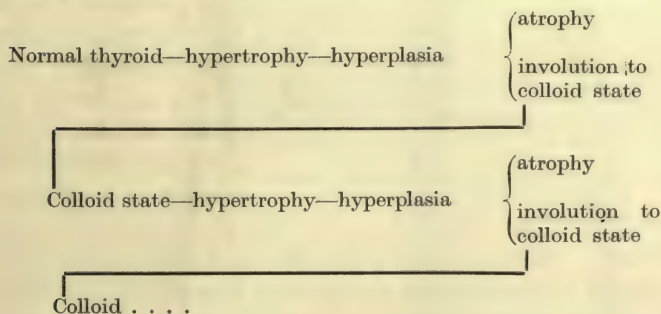 atrophy
Normal thyroid—hypertrophy—hyperplasia
involution to
colloid state
atrophy
Colloid state—hypertrophy—hyperplasia
involution to
colloid state
Colloid . . . .